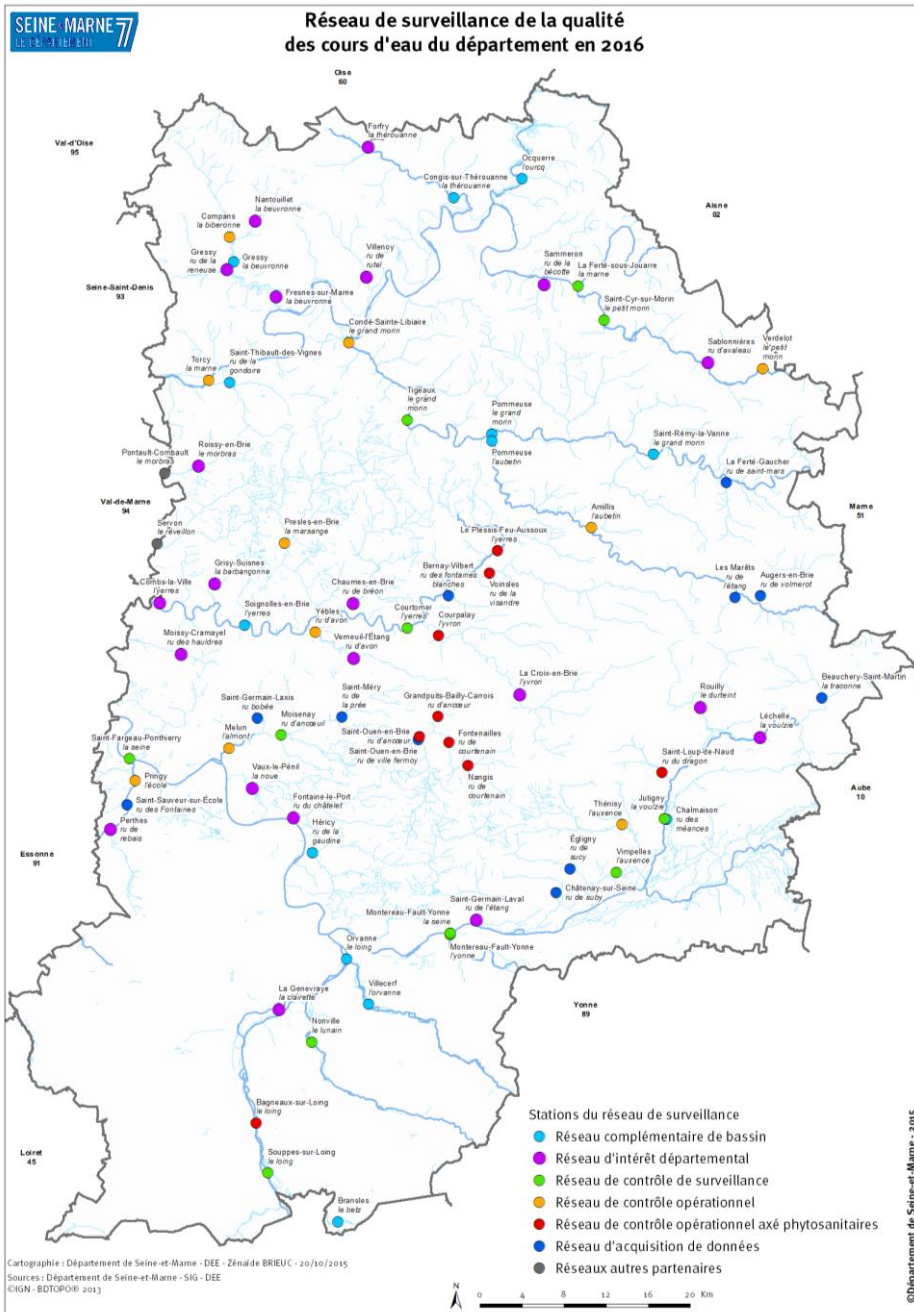 SEINE-MARNE 77
LE DÉPARTEMENT
Réseau de surveillance de la qualité
des cours d'eau du département en 2016
Oise
60
Val-d'Oise
95
Forfry
la thérouanne
Ocquerre
l'ourcq
Congis-sur-Thérouanne
la thérouanne
Aisne
02
Nantouillet
la beuvronne
Compans
la biberonne
Gressy
ru de la
reneuse
Gressy
la beuvronne
Villenoy
ru de
rutel
Sammeron
ru de la
bécotte
La Ferté-sous-Jouarre
la marne
Seine-Saint-Denis
93
Fresnes-sur-Marne
la beuvronne
Saint-Cyr-sur-Morin
le petit morin
Condé-Sainte-Libiaire
le grand morin
Sablonnières
ru d'avaleau
Verdelot
le petit
morin
Torcy
la marne
Saint-Thibault-des-Vignes
ru de la
gondoire
Tigeaux
le grand
morin
Pommeuse
le grand
morin
Pommeuse
l'aubetin
Saint-Rémy-la-Vanne
le grand morin
Roissy-en-Brie
le morbras
Pontault-Combault
le morbras
La Ferté-Gaucher
ru de saint-mars
Val-de-Marne
94
Marne
51
Servon
le réveillon
Presles-en-Brie
la marsange
Amillis
l'aubetin
Le Plessis-Feu-Aussoux
l'yerres
Grisy-Suisnes
la barbançonne
Bernay-Vilbert
ru des fontaines
blanches
Voinsles
ru de la
visandre
Les Marêts
ru de
l'étang
Augers-en-Brie
ru de volmerot
Combs-la-Ville
l'yerres
Chaumes-en-Brie
ru de bréon
Soignolles-en-Brie
l'yerres
Yèbles
ru d'avon
Courtomer
l'yerres
Courpalay
l'yvron
Moissy-Cramayel
ru des hauldres
Verneuil-l'Étang
ru d'avon
La Croix-en-Brie
l'yvron
Rouilly
le durteint
Beauchery-Saint-Martin
la traconne
Saint-Germain-Laxis
ru bobée
Moisenay
ru d'ancœuil
Saint-Méry
ru de
la prée
Grandpuits-Bailly-Carrois
ru d'ancœur
Léchelle
la voulzie
Saint-Fargeau-Ponthierry
la seine
Melun
l'almont
Saint-Ouen-en-Brie
ru d'ancœur
Saint-Ouen-en-Brie
ru de ville fermoy
Fontenailles
ru de
courtenain
Saint-Loup-de-Naud
ru du dragon
Pringy
l'école
Vaux-le-Pénil
la noue
Nangis
ru de
courtenain
Aube
10
Saint-Sauveur-sur-École
ru des Fontaines
Fontaine-le-Port
ru du châtelet
Thénisy
l'auxence
Jutigny
la voulzie
Chalmaison
ru des
méances
Perthes
ru de
rebais
Héricy
ru de la
gaudine
Essonne
91
Égligny
ru de
sucy
Vimpelles
l'auxence
Châtenay-sur-Seine
ru de suby
Saint-Germain-Laval
ru de l'étang
Montereau-Fault-Yonne
la seine
Montereau-Fault-Yonne
l'yonne
Orvanne
le loing
La Genevraye
la clairette
Villecerf
l'orvanne
Yonne
89
Nonville
le lunain
Bagneaux-sur-Loing
le loing
Loiret
45
Souppes-sur-Loing
le loing
Bransles
le betz
Stations du réseau de surveillance
Réseau complémentaire de bassin
Réseau d'intérêt départemental
Réseau de contrôle de surveillance
Réseau de contrôle opérationnel
Réseau de contrôle opérationnel axé phytosanitaires
Réseau d'acquisition de données
Réseaux autres partenaires
Cartographie : Département de Seine-et-Marne - DEE - Zénaïde BRIEUC - 20/10/2015
Sources : Département de Seine-et-Marne - SIG - DEE
©IGN - BDTOPO® 2013
N
0 4 8 12 16 20 Km
©Département de Seine-et-Marne - 2015